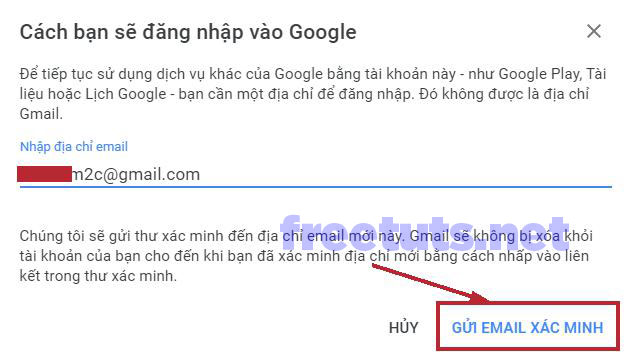 Cách bạn sẽ đăng nhập vào Google
Để tiếp tục sử dụng dịch vụ khác của Google bằng tài khoản này - như Google Play, Tài
liệu hoặc Lịch Google - bạn cần một địa chỉ để đăng nhập. Đó không được là địa chỉ
Gmail.
Nhập địa chỉ email
m2c@gmail.com
freetuts.net
Chúng tôi sẽ gửi thư xác minh đến địa chỉ email mới này. Gmail sẽ không bị xóa khỏi
tài khoản của bạn cho đến khi bạn đã xác minh địa chỉ mới bằng cách nhấp vào liên
kết trong thư xác minh.
HỦY GỬI EMAIL XÁC MINH